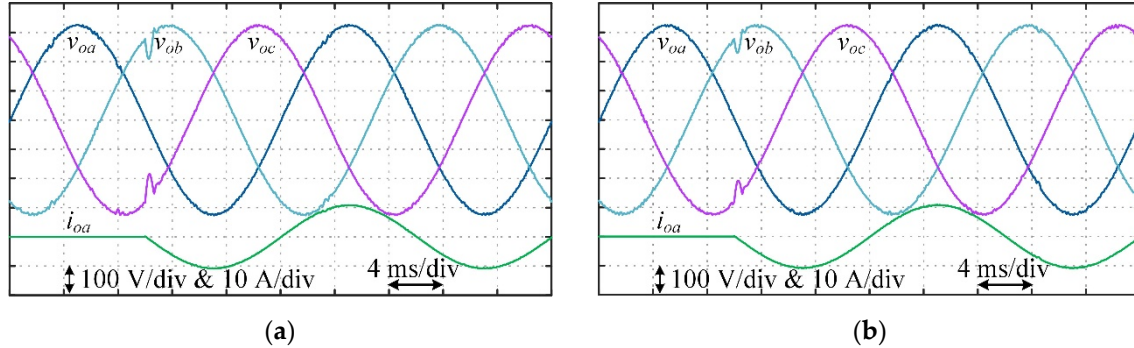 voa vob voc
ioa
100 V/div & 10 A/div 4 ms/div
(a)
voa vob voc
ioa
100 V/div & 10 A/div 4 ms/div
(b)